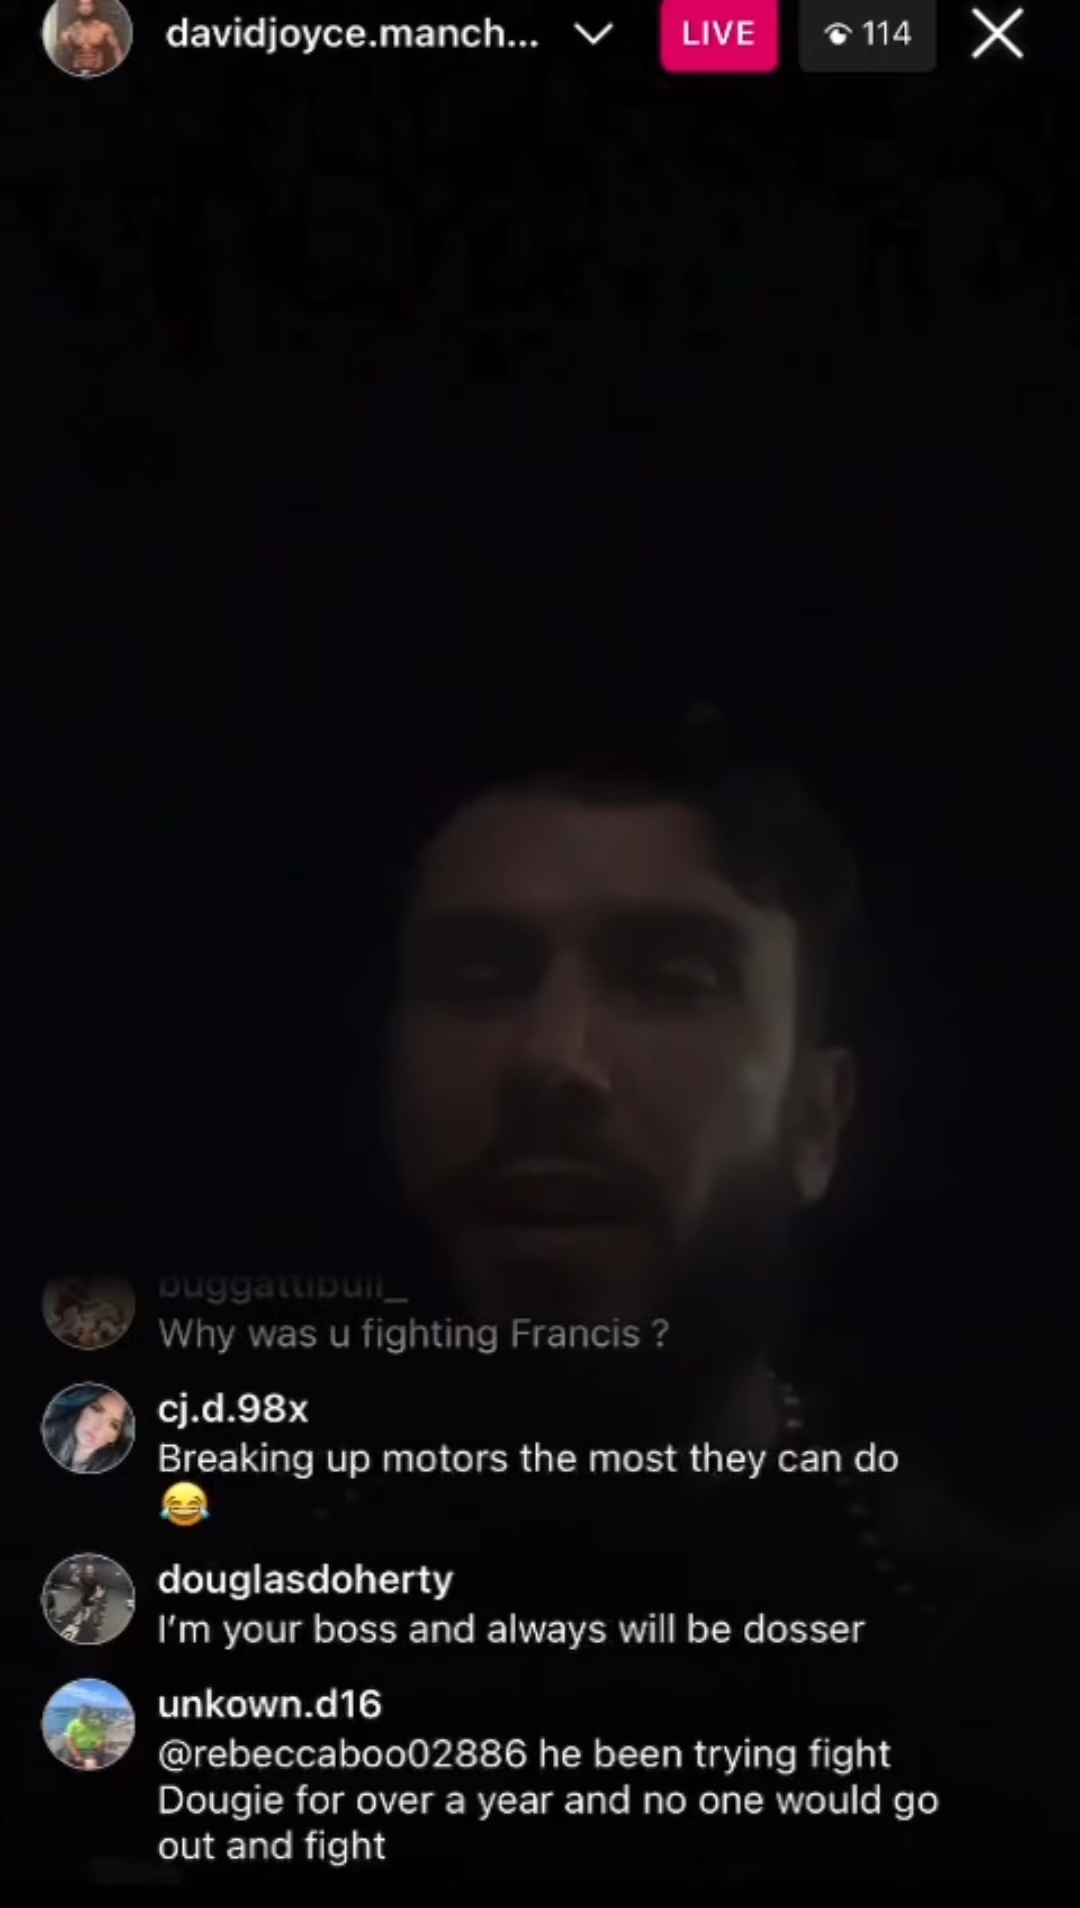 davidjoyce.manch...
LIVE
114
buggattibull_
Why was u fighting Francis ?
cj.d.98x
Breaking up motors the most they can do
😂
douglasdoherty
I'm your boss and always will be dosser
unkown.d16
@rebeccaboo02886 he been trying fight
Dougie for over a year and no one would go
out and fight